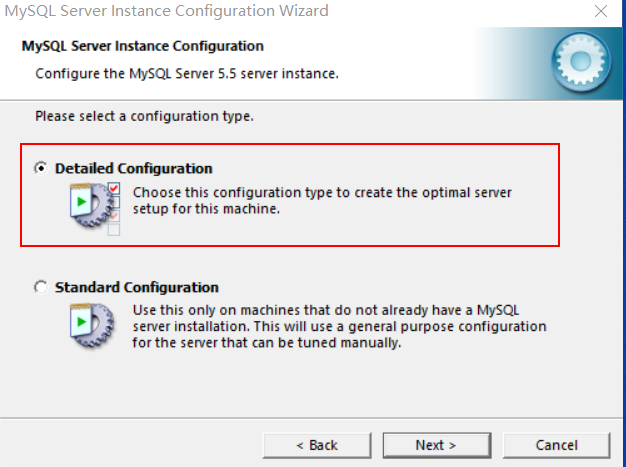 MySQL Server Instance Configuration Wizard
MySQL Server Instance Configuration
Configure the MySQL Server 5.5 server instance.
Please select a configuration type.
Detailed Configuration
Choose this configuration type to create the optimal server
setup for this machine.
Standard Configuration
Use this only on machines that do not already have a MySQL
server installation. This will use a general purpose configuration
for the server that can be tuned manually.
< Back
Next >
Cancel